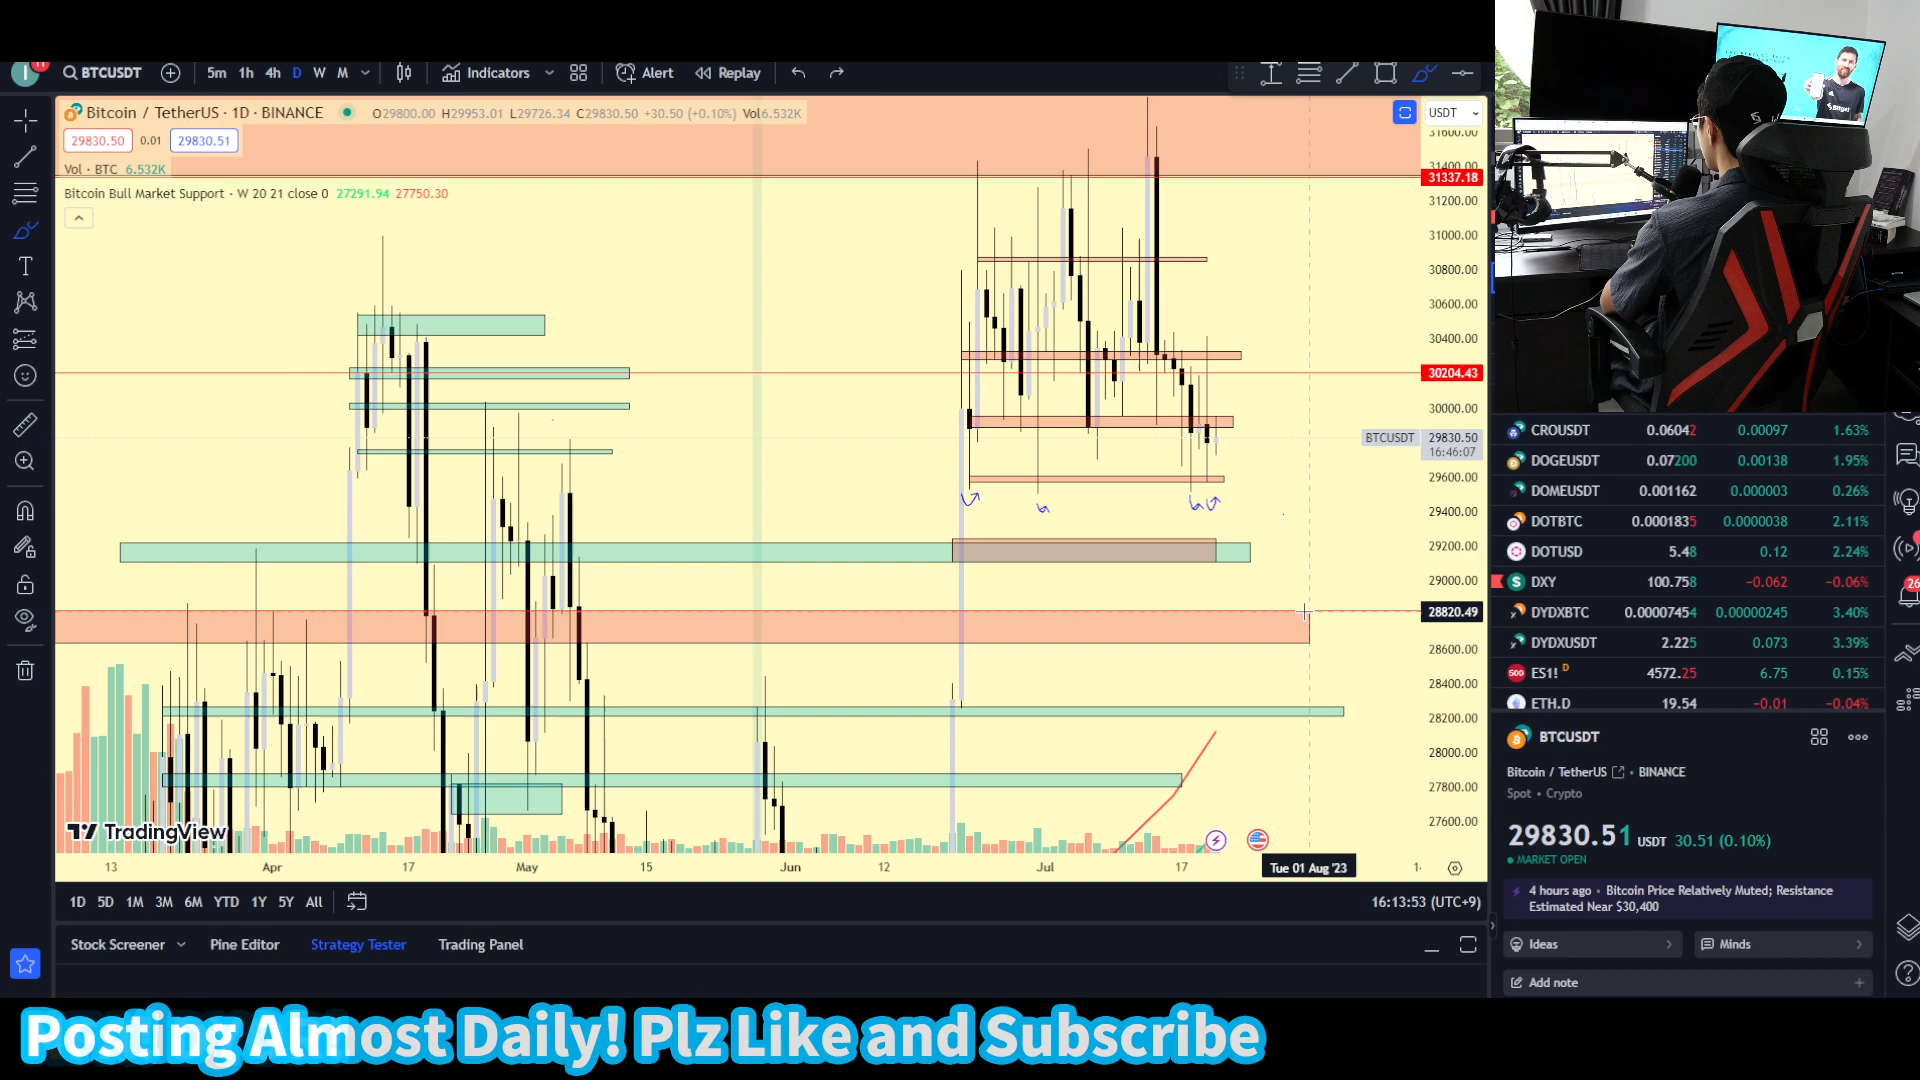 BTCUSDT 5m 1h 4h D W M Indicators Alert Replay
Bitcoin / TetherUS · 1D · BINANCE O29800.00 H29953.01 L29726.34 C29830.50 +30.50 (+0.10%) Vol6.532K
USDT
29830.50 0.01 29830.51
Vol · BTC 6.532K
Bitcoin Bull Market Support · W 20 21 close 0 27291.94 27750.30
31600.00
31400.00
31337.18
31200.00
31000.00
30800.00
30600.00
30400.00
30204.43
30000.00
BTCUSDT 29830.50
16:46:07
29600.00
29400.00
29200.00
29000.00
28820.49
28600.00
28400.00
28200.00
28000.00
27800.00
27600.00
TradingView
13 Apr 17 May 15 Jun 12 Jul 17 Tue 01 Aug '23
1D 5D 1M 3M 6M YTD 1Y 5Y All
16:13:53 (UTC+9)
Stock Screener Pine Editor Strategy Tester Trading Panel
CROUSDT 0.06042 0.00097 1.63%
DOGEUSDT 0.07200 0.00138 1.95%
DOMEUSDT 0.001162 0.000003 0.26%
DOTBTC 0.0001835 0.0000038 2.11%
DOTUSD 5.48 0.12 2.24%
DXY 100.758 −0.062 −0.06%
DYDXBTC 0.00007454 0.00000245 3.40%
DYDXUSDT 2.225 0.073 3.39%
500 ES1! D 4572.25 6.75 0.15%
ETH.D 19.54 −0.01 −0.04%
BTCUSDT
Bitcoin / TetherUS • BINANCE
Spot • Crypto
29830.51 USDT 30.51 (0.10%)
MARKET OPEN
4 hours ago • Bitcoin Price Relatively Muted; Resistance
Estimated Near $30,400
Ideas Minds
Add note
Posting Almost Daily! Plz Like and Subscribe